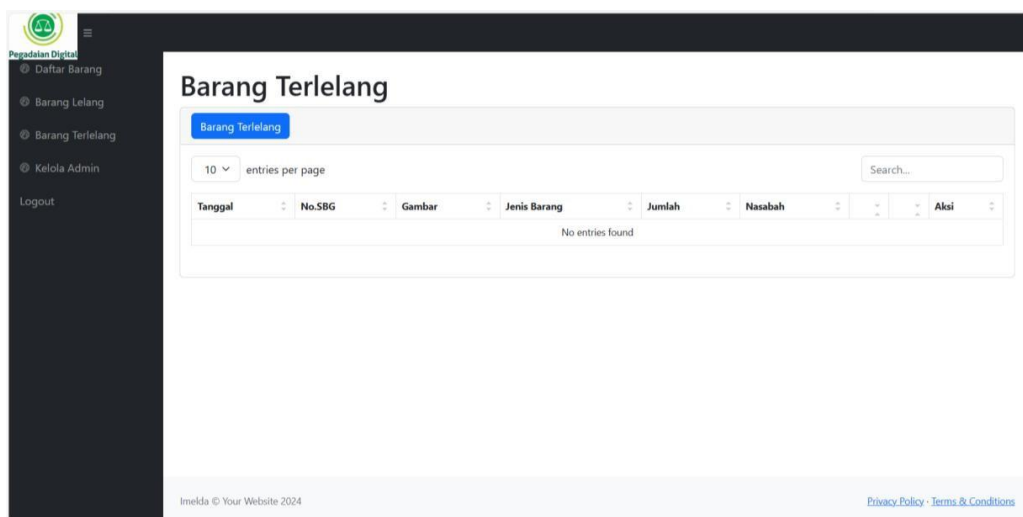 Pegadaian Digital
Daftar Barang
Barang Lelang
Barang Terlelang
Kelola Admin
Logout
Barang Terlelang
Barang Terlelang
10 entries per page
Search...
Tanggal No.SBG Gambar Jenis Barang Jumlah Nasabah Aksi
No entries found
Imelda © Your Website 2024
Privacy Policy · Terms & Conditions